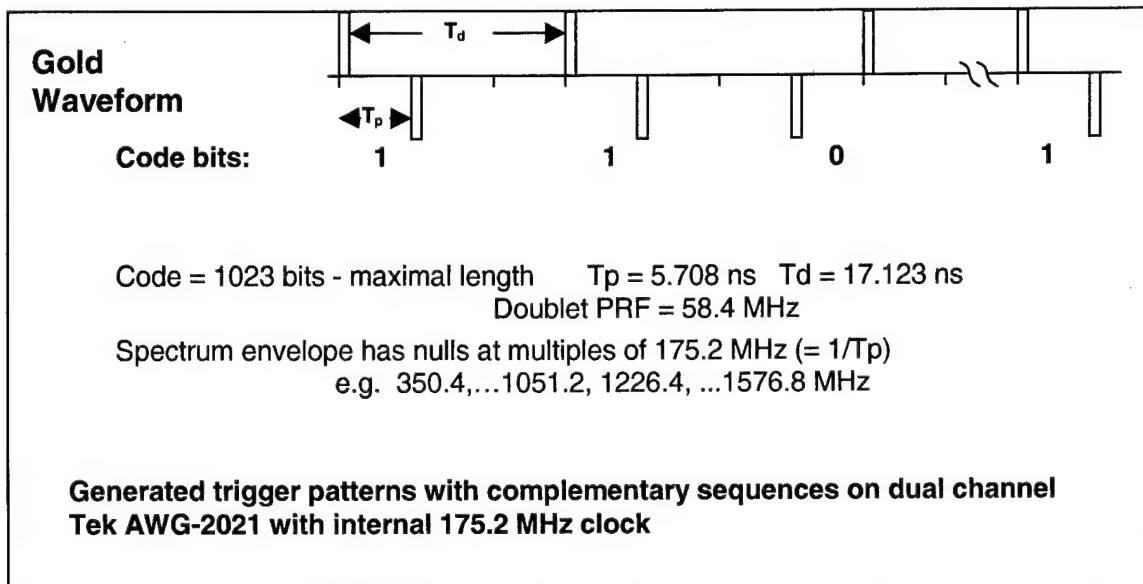 T_d
Gold
Waveform
T_p
Code bits: 1 1 0 1
Code = 1023 bits - maximal length Tp = 5.708 ns Td = 17.123 ns
Doublet PRF = 58.4 MHz
Spectrum envelope has nulls at multiples of 175.2 MHz (= 1/Tp)
e.g. 350.4,...1051.2, 1226.4, ...1576.8 MHz
Generated trigger patterns with complementary sequences on dual channel
Tek AWG-2021 with internal 175.2 MHz clock